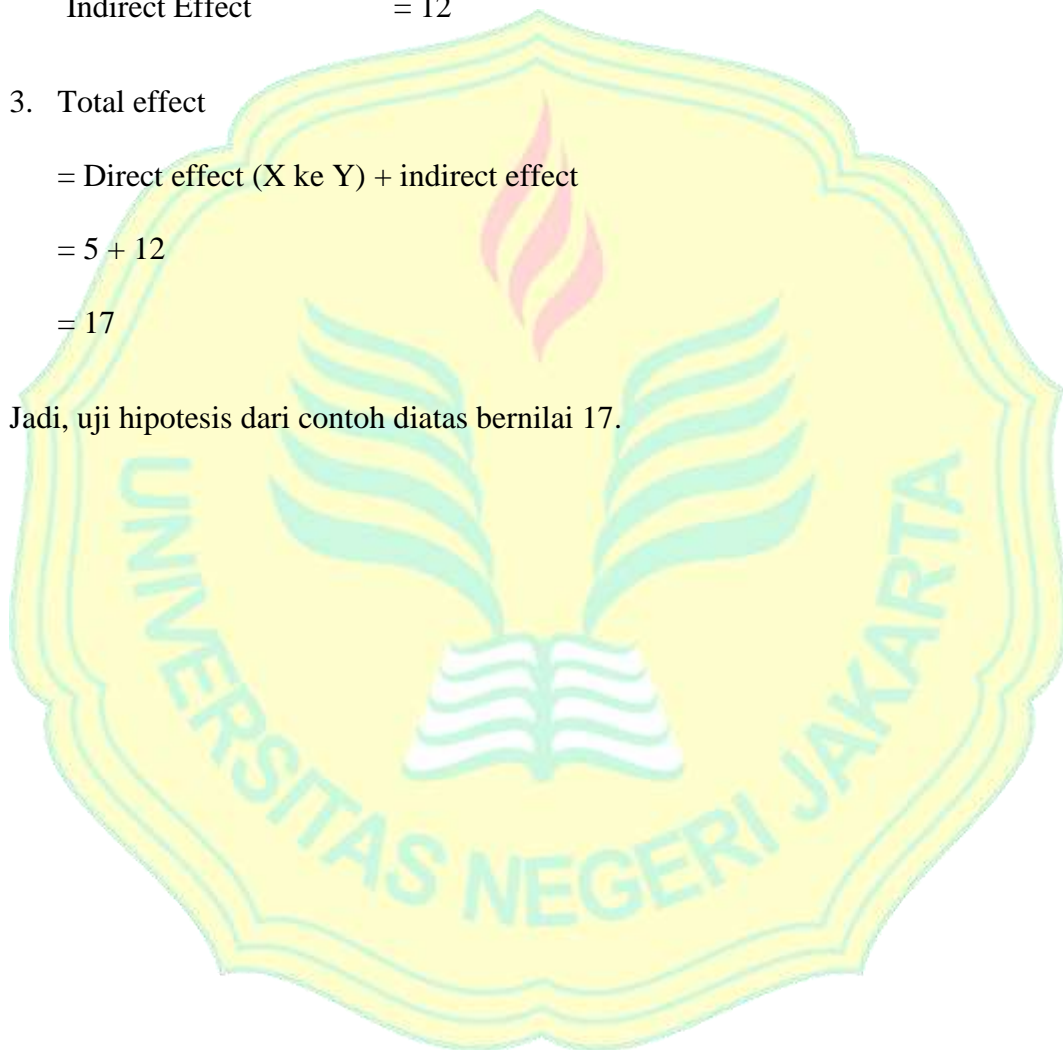 Indirect Effect = 12
3. Total effect
= Direct effect (X ke Y) + indirect effect
= 5 + 12
= 17
Jadi, uji hipotesis dari contoh diatas bernilai 17.
UNIVERSITAS NEGERI JAKARTA